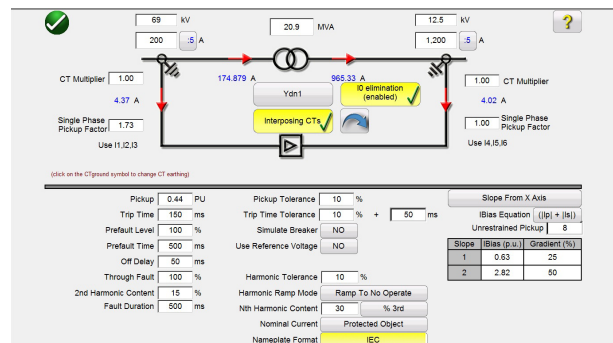 69 kV
20.9 MVA
12.5 kV
?
200 :5 A
1,200 :5 A
CT Multiplier 1.00
174.879 A
965.33 A
1.00 CT Multiplier
4.37 A
Ydn1
I0 elimination
(enabled)
4.02 A
Single Phase
Pickup Factor 1.73
Interposing CTs
1.00 Single Phase
Pickup Factor
Use I1,I2,I3
Use I4,I5,I6
(click on the CTground symbol to change CT earthing)
Pickup 0.44 PU
Pickup Tolerance 10 %
Slope From X Axis
Trip Time 150 ms
Trip Time Tolerance 10 % + 50 ms
IBias Equation (|Ip| + |Is|)
Prefault Level 100 %
Simulate Breaker NO
Unrestrained Pickup 8
Prefault Time 500 ms
Use Reference Voltage NO
Slope IBias (p.u.) Gradient (%)
Off Delay 50 ms
1 0.63 25
Through Fault 100 %
Harmonic Tolerance 10 %
2 2.82 50
2nd Harmonic Content 15 %
Harmonic Ramp Mode Ramp To No Operate
Fault Duration 500 ms
Nth Harmonic Content 30 % 3rd
Nominal Current Protected Object
Nameplate Format IEC